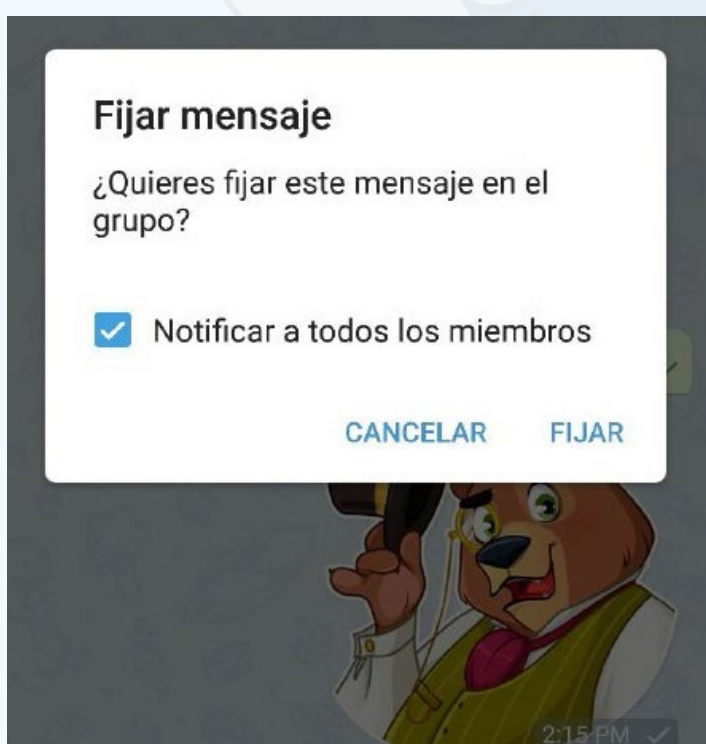 Fijar mensaje
¿Quieres fijar este mensaje en el
grupo?
Notificar a todos los miembros
CANCELAR FIJAR
2:15 PM